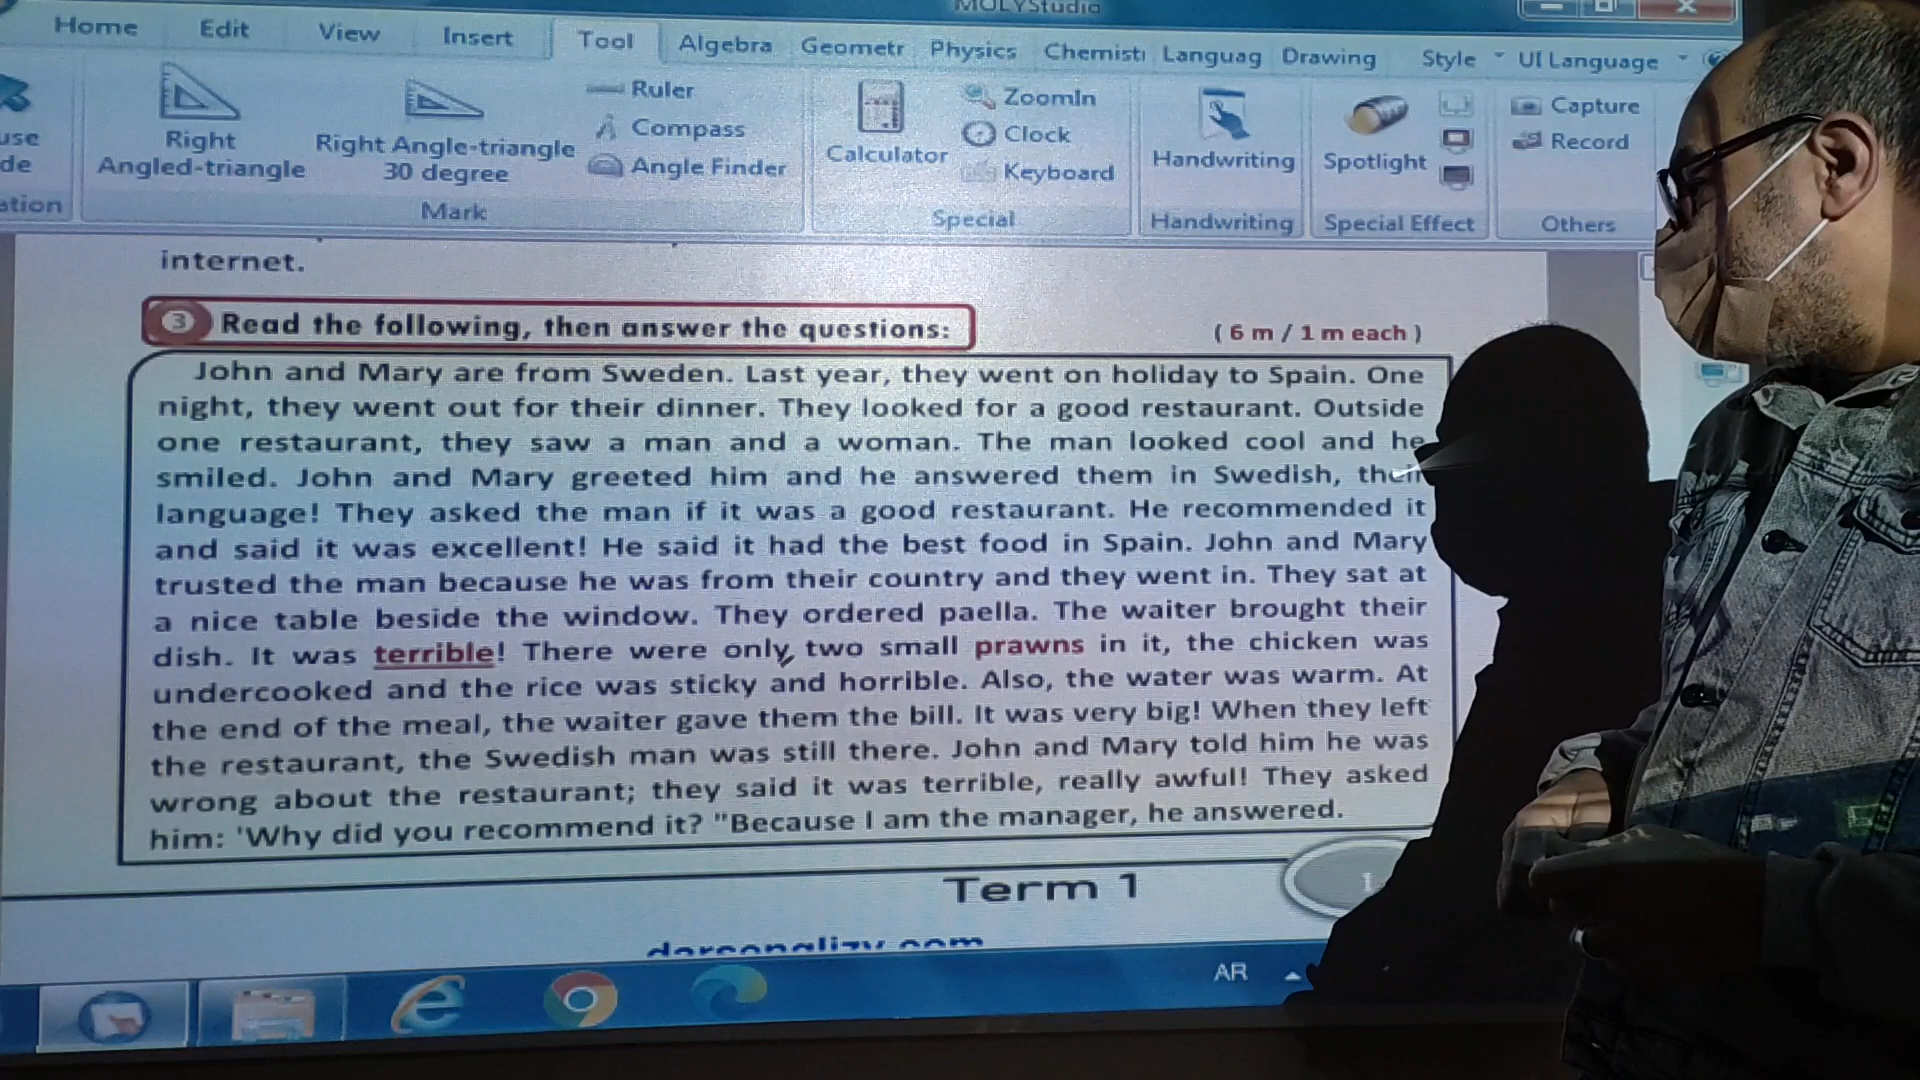 MOLYStudio
Home Edit View Insert Tool Algebra Geometr Physics Chemistr Languag Drawing Style UI Language
use
de
ation
Right
Angled-triangle
Right Angle-triangle
30 degree
Ruler
Compass
Angle Finder
Mark
Calculator
ZoomIn
Clock
Keyboard
Special
Handwriting
Handwriting
Spotlight
Special Effect
Capture
Record
Others
internet.
3 Read the following, then answer the questions:
( 6 m / 1 m each )
John and Mary are from Sweden. Last year, they went on holiday to Spain. One
night, they went out for their dinner. They looked for a good restaurant. Outside
one restaurant, they saw a man and a woman. The man looked cool and he
smiled. John and Mary greeted him and he answered them in Swedish, their
language! They asked the man if it was a good restaurant. He recommended it
and said it was excellent! He said it had the best food in Spain. John and Mary
trusted the man because he was from their country and they went in. They sat at
a nice table beside the window. They ordered paella. The waiter brought their
dish. It was terrible! There were only two small prawns in it, the chicken was
undercooked and the rice was sticky and horrible. Also, the water was warm. At
the end of the meal, the waiter gave them the bill. It was very big! When they left
the restaurant, the Swedish man was still there. John and Mary told him he was
wrong about the restaurant; they said it was terrible, really awful! They asked
him: 'Why did you recommend it? "Because I am the manager, he answered.
Term 1
AR